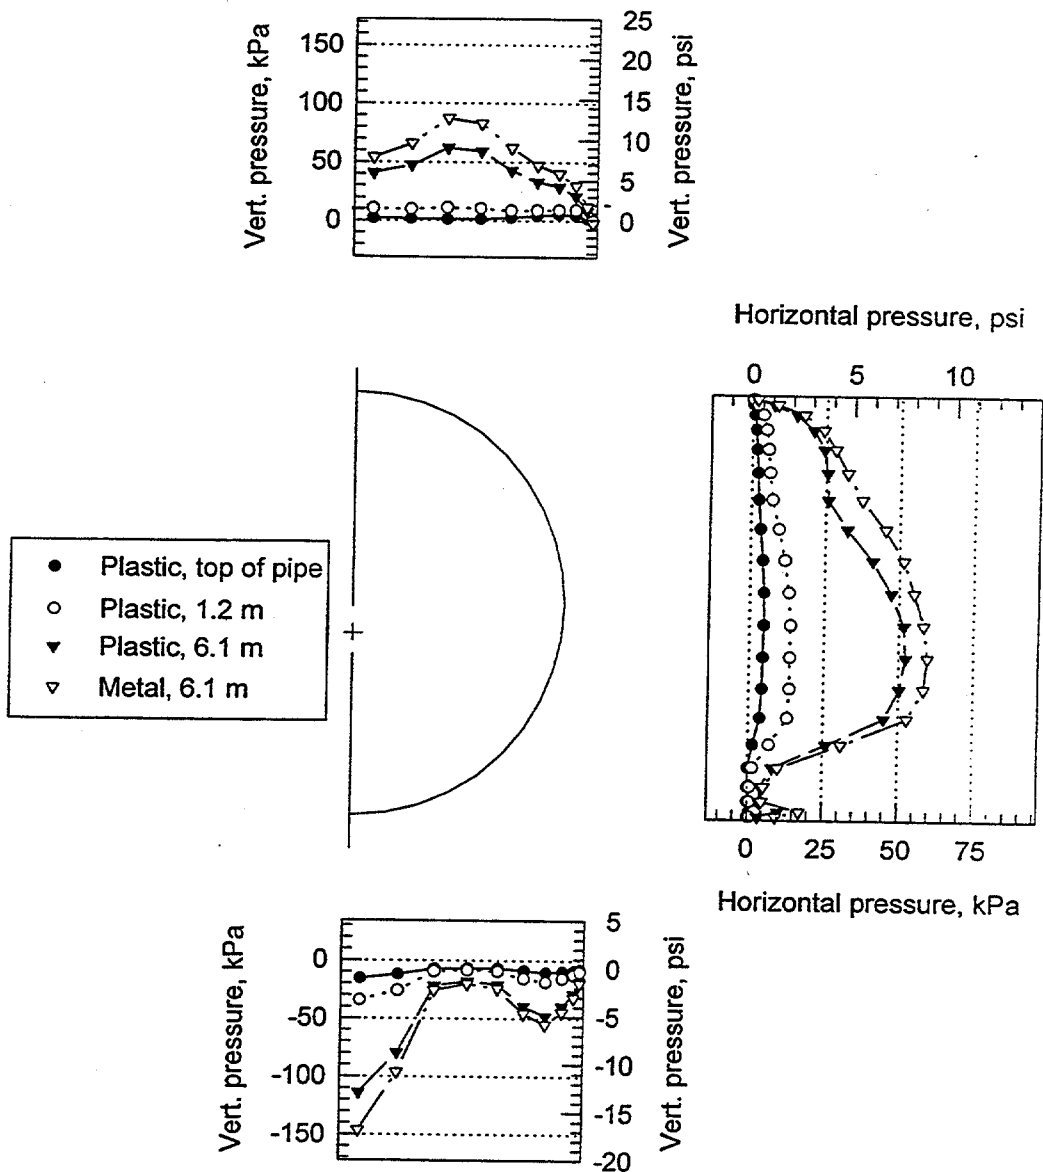 Vert. pressure, kPa
150
100
50
0
25
20
15
10
5
0
Vert. pressure, psi
Horizontal pressure, psi
0 5 10
Plastic, top of pipe
Plastic, 1.2 m
Plastic, 6.1 m
Metal, 6.1 m
0 25 50 75
Horizontal pressure, kPa
Vert. pressure, kPa
0
-50
-100
-150
5
0
-5
-10
-15
-20
Vert. pressure, psi